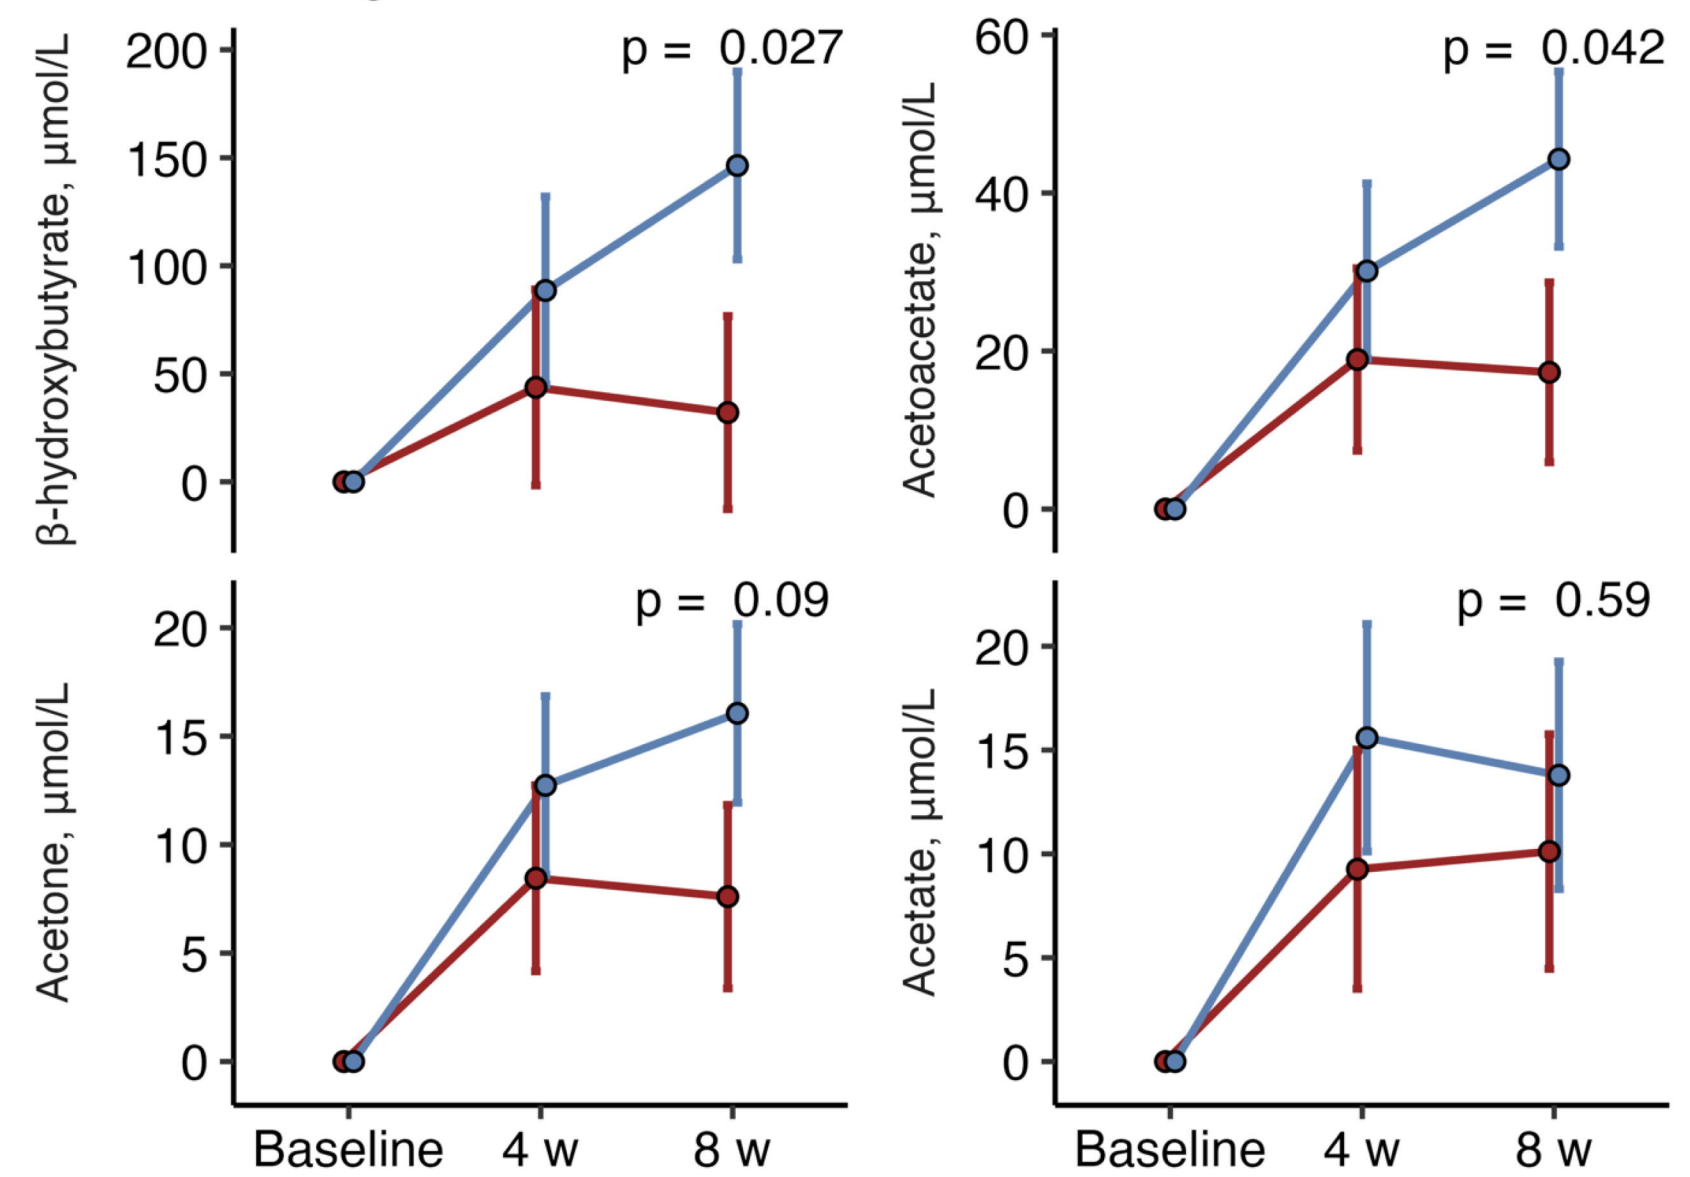 β-hydroxybutyrate, µmol/L
200
150
100
50
0
p = 0.027
Acetoacetate, µmol/L
60
40
20
0
p = 0.042
Acetone, µmol/L
20
15
10
5
0
p = 0.09
Baseline 4 w 8 w
Acetate, µmol/L
20
15
10
5
0
p = 0.59
Baseline 4 w 8 w